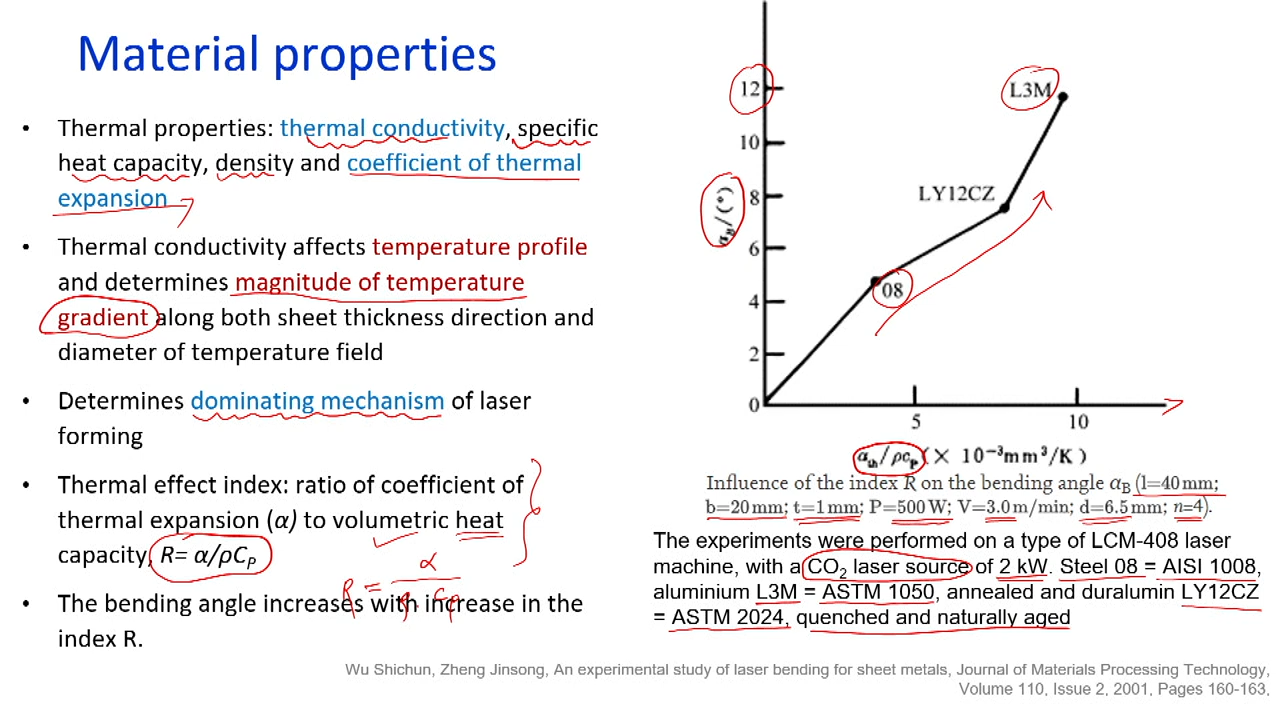 Material properties
• Thermal properties: thermal conductivity, specific
heat capacity, density and coefficient of thermal
expansion
• Thermal conductivity affects temperature profile
and determines magnitude of temperature
gradient along both sheet thickness direction and
diameter of temperature field
• Determines dominating mechanism of laser
forming
• Thermal effect index: ratio of coefficient of
thermal expansion (α) to volumetric heat
capacity, R= α/ρCP
R = α / ρ Cp
• The bending angle increases with increase in the
index R.
12
10
8
6
4
2
0
αB/(°)
L3M
LY12CZ
08
5
10
αth/ρcp (× 10⁻³mm³/K)
Influence of the index R on the bending angle αB (l=40 mm;
b=20 mm; t=1 mm; P=500 W; V=3.0 m/min; d=6.5 mm; n=4).
The experiments were performed on a type of LCM-408 laser
machine, with a CO₂ laser source of 2 kW. Steel 08 = AISI 1008,
aluminium L3M = ASTM 1050, annealed and duralumin LY12CZ
= ASTM 2024, quenched and naturally aged
Wu Shichun, Zheng Jinsong, An experimental study of laser bending for sheet metals, Journal of Materials Processing Technology,
Volume 110, Issue 2, 2001, Pages 160-163,